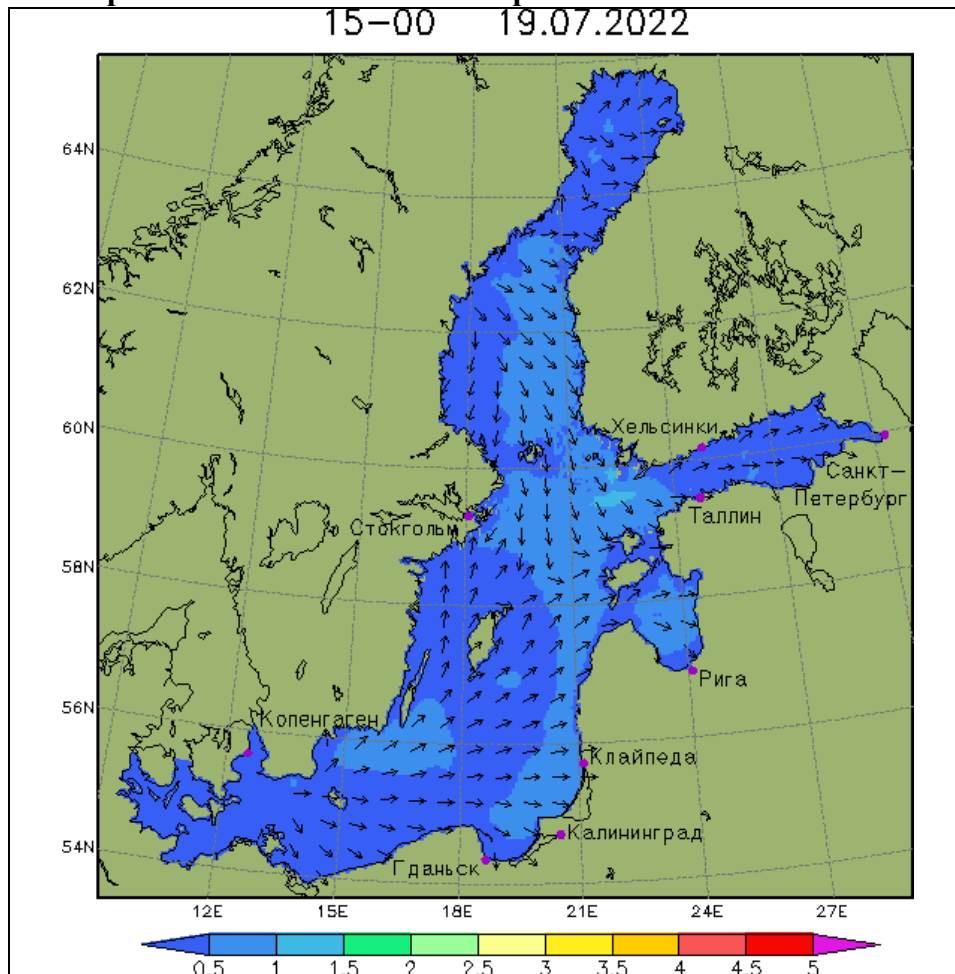 15-00 19.07.2022
64N
62N
60N
58N
56N
54N
Хельсинки
Санкт-
Петербург
Таллин
Стокгольм
Рига
Копенгаген
Клайпеда
Калининград
Гданьск
12E 15E 18E 21E 24E 27E
0.5 1 1.5 2 2.5 3 3.5 4 4.5 5